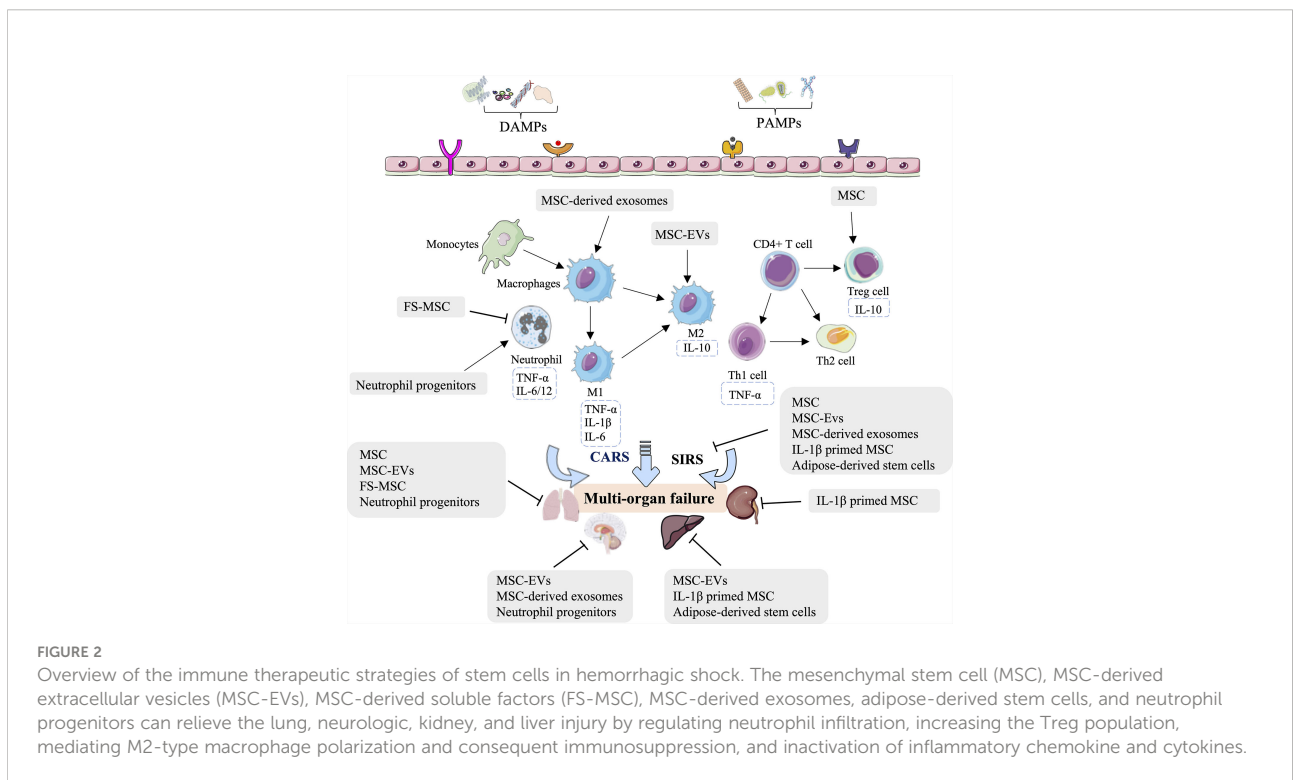 DAMPs
PAMPs
MSC-derived exosomes
MSC
MSC-EVs
Monocytes
CD4+ T cell
Macrophages
Treg cell
IL-10
FS-MSC
M2
IL-10
Neutrophil
TNF-α
IL-6/12
Th2 cell
Th1 cell
TNF-α
Neutrophil progenitors
M1
TNF-α
IL-1β
IL-6
MSC
MSC-Evs
MSC-derived exosomes
IL-1β primed MSC
Adipose-derived stem cells
CARS
SIRS
MSC
MSC-EVs
FS-MSC
Neutrophil progenitors
Multi-organ failure
IL-1β primed MSC
MSC-EVs
MSC-derived exosomes
Neutrophil progenitors
MSC-EVs
IL-1β primed MSC
Adipose-derived stem cells
FIGURE 2
Overview of the immune therapeutic strategies of stem cells in hemorrhagic shock. The mesenchymal stem cell (MSC), MSC-derived
extracellular vesicles (MSC-EVs), MSC-derived soluble factors (FS-MSC), MSC-derived exosomes, adipose-derived stem cells, and neutrophil
progenitors can relieve the lung, neurologic, kidney, and liver injury by regulating neutrophil infiltration, increasing the Treg population,
mediating M2-type macrophage polarization and consequent immunosuppression, and inactivation of inflammatory chemokine and cytokines.